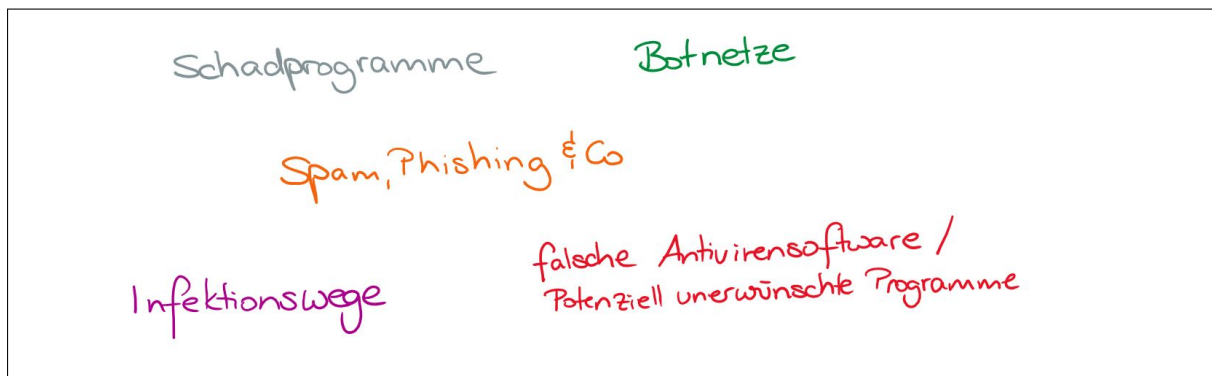 Schadprogramme
Botnetze
Spam, Phishing & Co
Infektionswege
falsche Antivirensoftware /
Potenziell unerwünschte Programme